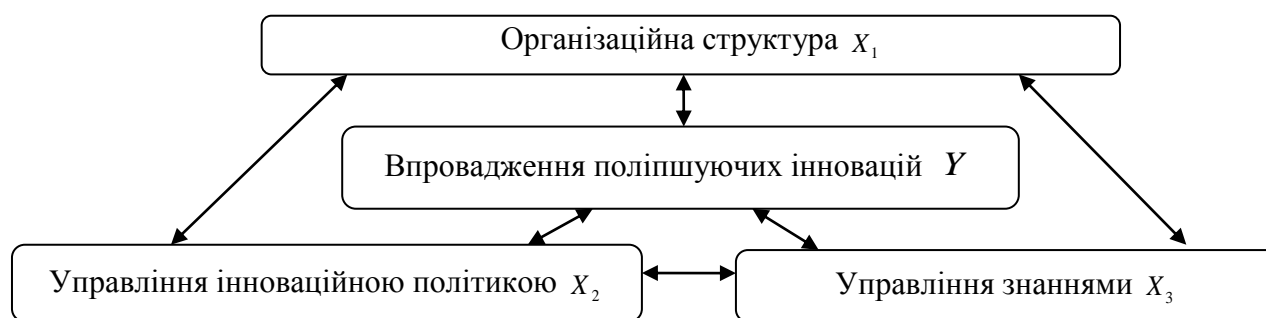 Організаційна структура X₁
Впровадження поліпшуючих інновацій Y
Управління інноваційною політикою X₂
Управління знаннями X₃